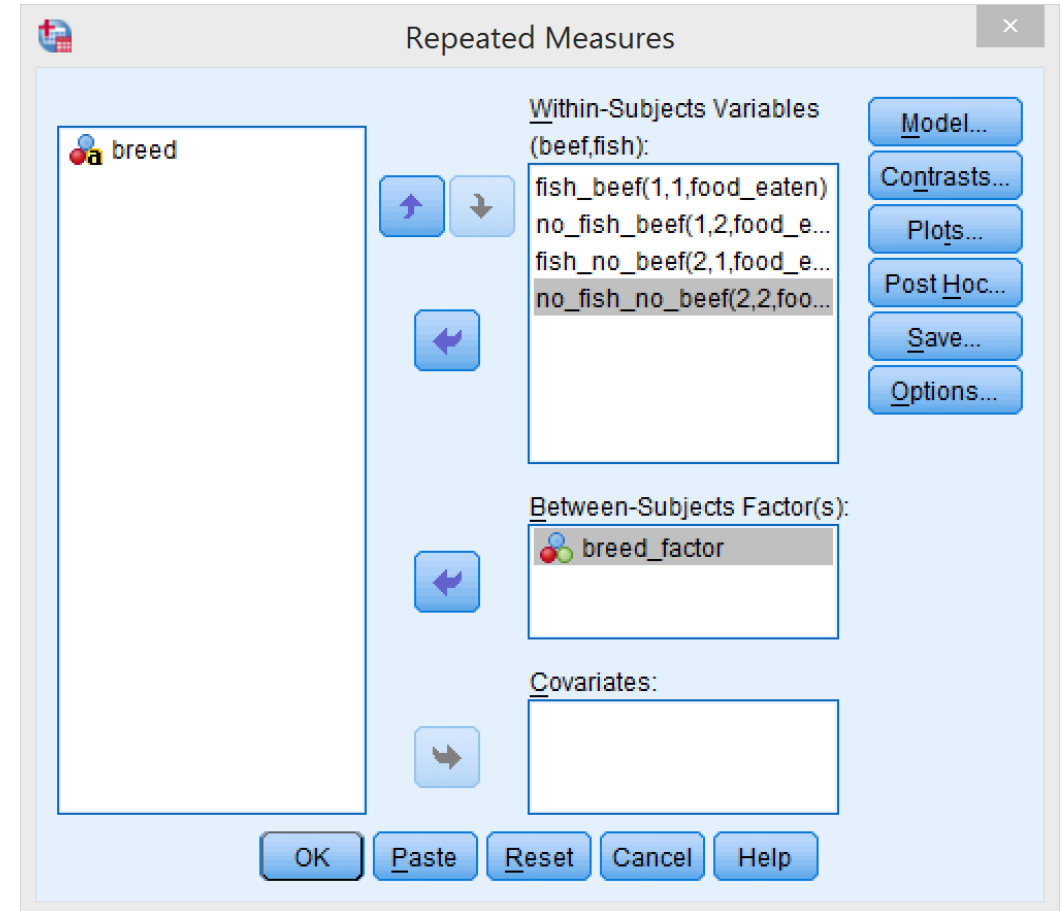 Repeated Measures
breed
Within-Subjects Variables
(beef,fish):
fish_beef(1,1,food_eaten)
no_fish_beef(1,2,food_e...
fish_no_beef(2,1,food_e...
no_fish_no_beef(2,2,foo...
Model...
Contrasts...
Plots...
Post Hoc...
Save...
Options...
Between-Subjects Factor(s):
breed_factor
Covariates:
OK
Paste
Reset
Cancel
Help